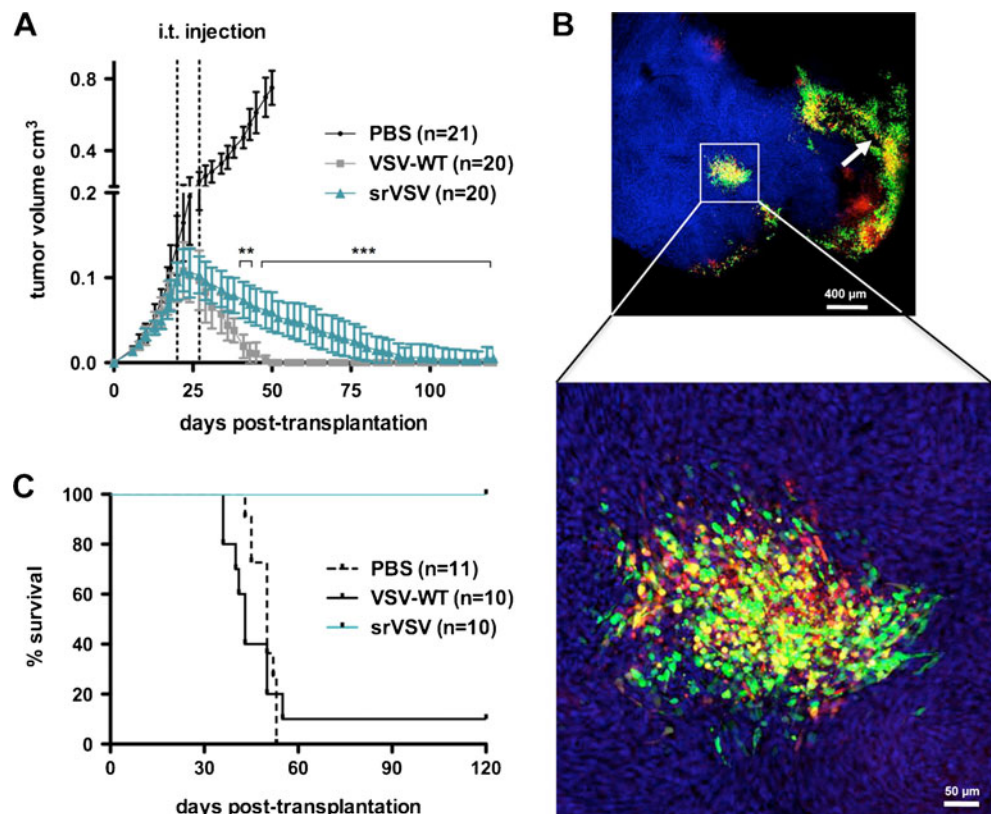 A
i.t. injection
tumor volume cm³
0.8
0.4
0.2
0.1
0.0
PBS (n=21)
VSV-WT (n=20)
srVSV (n=20)
**
***
0
25
50
75
100
days post-transplantation
B
400 µm
50 µm
C
% survival
100
80
60
40
20
0
PBS (n=11)
VSV-WT (n=10)
srVSV (n=10)
0
30
60
90
120
days post-transplantation